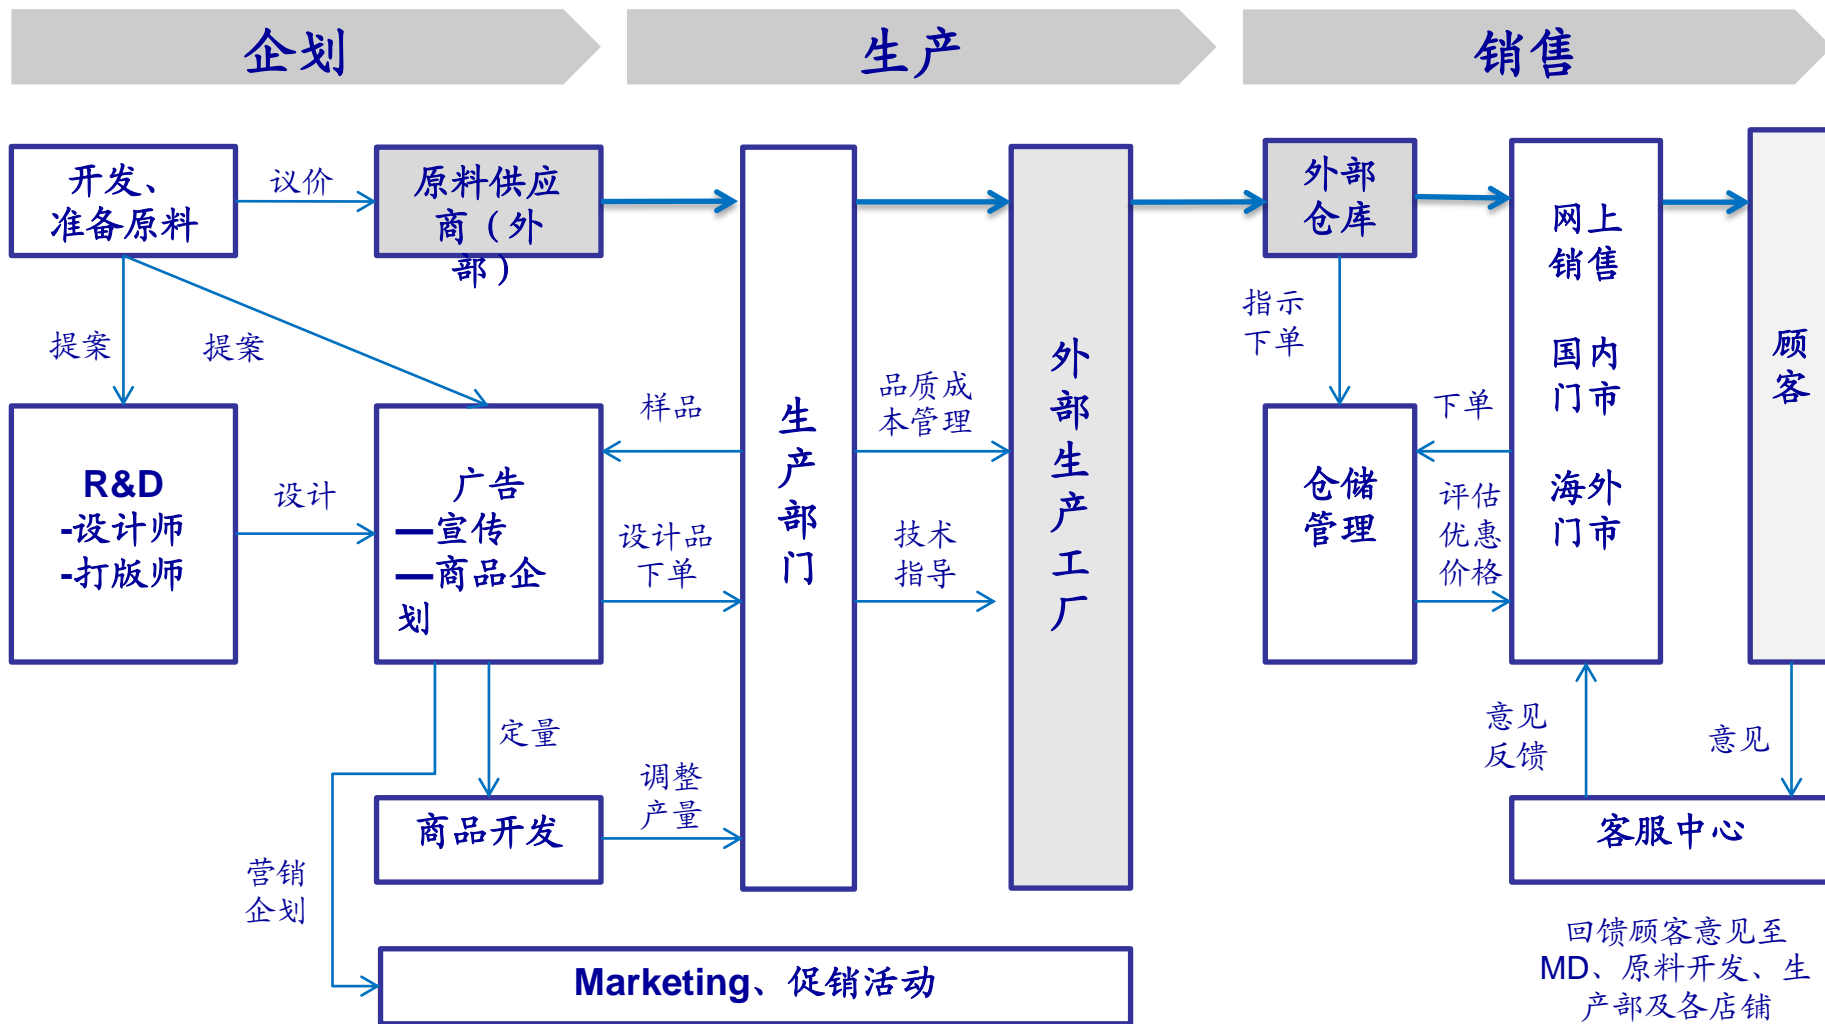 企划
生产
销售
开发、
准备原料
议价
原料供应
商（外
部）
外部
仓库
网上
销售
国内
门市
海外
门市
顾
客
提案
提案
指示
下单
R&D
-设计师
-打版师
设计
广告
—宣传
—商品企
划
样品
设计品
下单
生
产
部
门
品质成
本管理
技术
指导
外
部
生
产
工
厂
仓储
管理
下单
评估
优惠
价格
定量
商品开发
调整
产量
营销
企划
意见
反馈
意见
客服中心
Marketing、促销活动
回馈顾客意见至
MD、原料开发、生
产部及各店铺